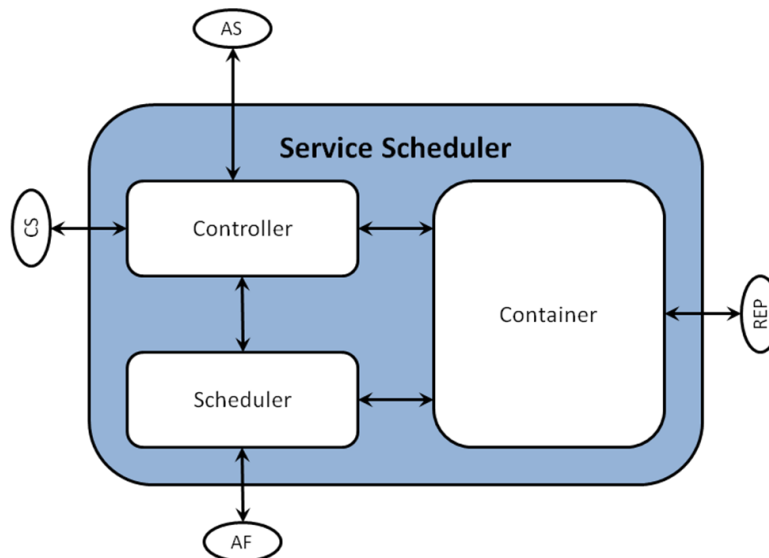 AS
Service Scheduler
CS
Controller
Container
REP
Scheduler
AF